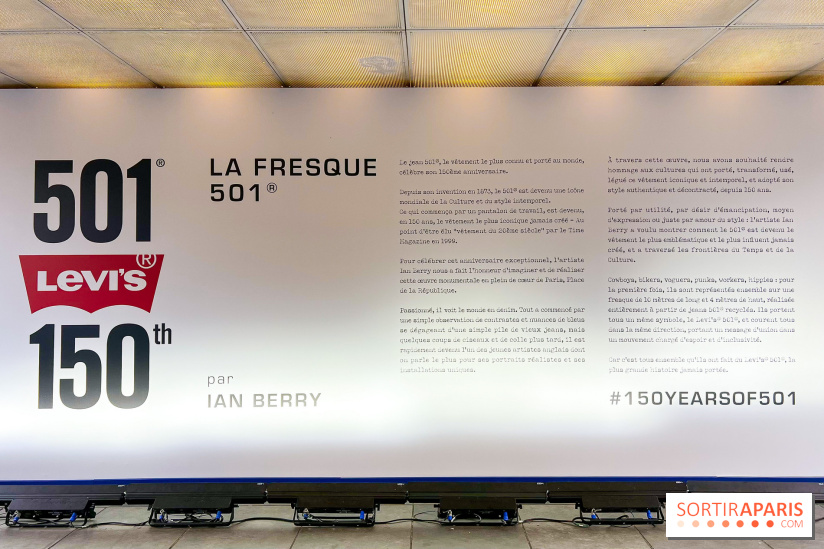 501®
LEVI'S®
150th
LA FRESQUE
501®
par
IAN BERRY
Le jean 501®, le vêtement le plus connu et porté au monde,
célèbre son 150ème anniversaire.
Depuis son invention en 1873, le 501® est devenu une icône
mondiale de la Culture et du style intemporel.
Ce qui commença par un pantalon de travail, est devenu,
en 150 ans, le vêtement le plus iconique jamais créé - Au
point d'être élu "vêtement du 20ème siècle" par le Time
Magazine en 1999.
Pour célébrer cet anniversaire exceptionnel, l'artiste
Ian Berry nous a fait l'honneur d'imaginer et de réaliser
cette œuvre monumentale en plein de cœur de Paris, Place
de la République.
Passionné, il voit le monde en denim. Tout a commencé par
une simple observation de contrastes et nuances de bleus
se dégageant d'une simple pile de vieux jeans, mais
quelques coups de ciseaux et de colle plus tard, il est
rapidement devenu l'un des jeunes artistes anglais dont
on parle le plus pour ses portraits réalistes et ses
installations uniques.
À travers cette œuvre, nous avons souhaité rendre
hommage aux cultures qui ont porté, transformé, usé,
légué ce vêtement iconique et intemporel, et adopté son
style authentique et décontracté, depuis 150 ans.
Porté par utilité, par désir d'émancipation, moyen
d'expression ou juste par amour du style : l'artiste Ian
Berry a voulu montrer comment le 501® est devenu le
vêtement le plus emblématique et le plus influent jamais
créé, et a traversé les frontières du Temps et de la
Culture.
Cowboys, bikers, voguers, punks, workers, hippies : pour
la première fois, ils sont représentés ensemble sur une
fresque de 10 mètres de long et 4 mètres de haut, réalisée
entièrement à partir de jeans 501® recyclés. Ils portent
tous un même symbole, le Levi's® 501®, et courent tous
dans la même direction, portant un message d'union dans
un mouvement chargé d'espoir et d'inclusivité.
Car c'est tous ensemble qu'ils ont fait du Levi's® 501®, la
plus grande histoire jamais portée.
#150YEARSOF501
SORTIRAPARIS
.COM